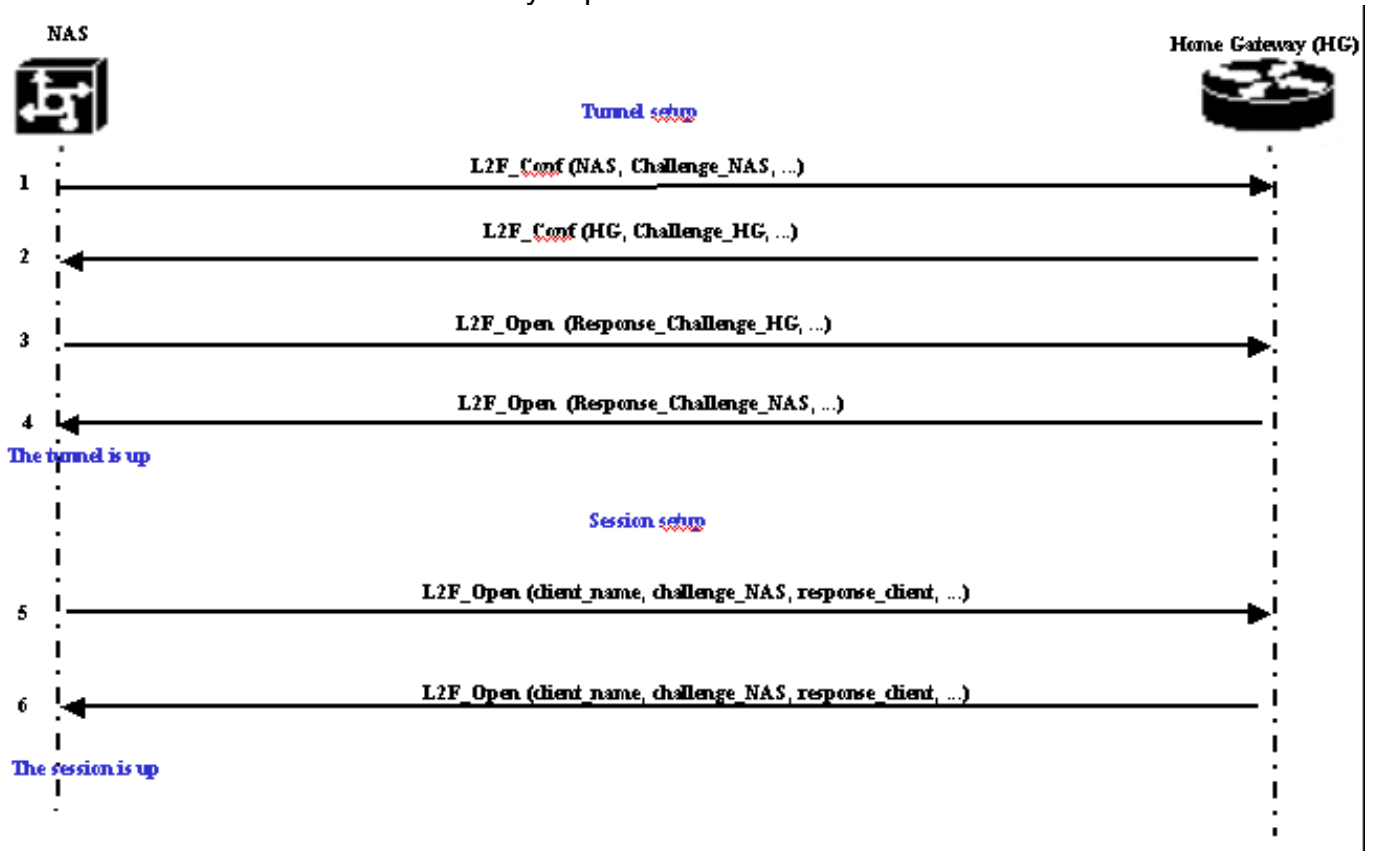 NAS
Home Gateway (HG)
Tunnel setup
L2F_Conf (NAS, Challenge_NAS, ...)
1
L2F_Conf (HG, Challenge_HG, ...)
2
L2F_Open (Response_Challenge_HG, ...)
3
L2F_Open (Response_Challenge_NAS, ...)
4
The tunnel is up
Session setup
L2F_Open (client_name, challenge_NAS, response_client, ...)
5
L2F_Open (client_name, challenge_NAS, response_client, ...)
6
The session is up